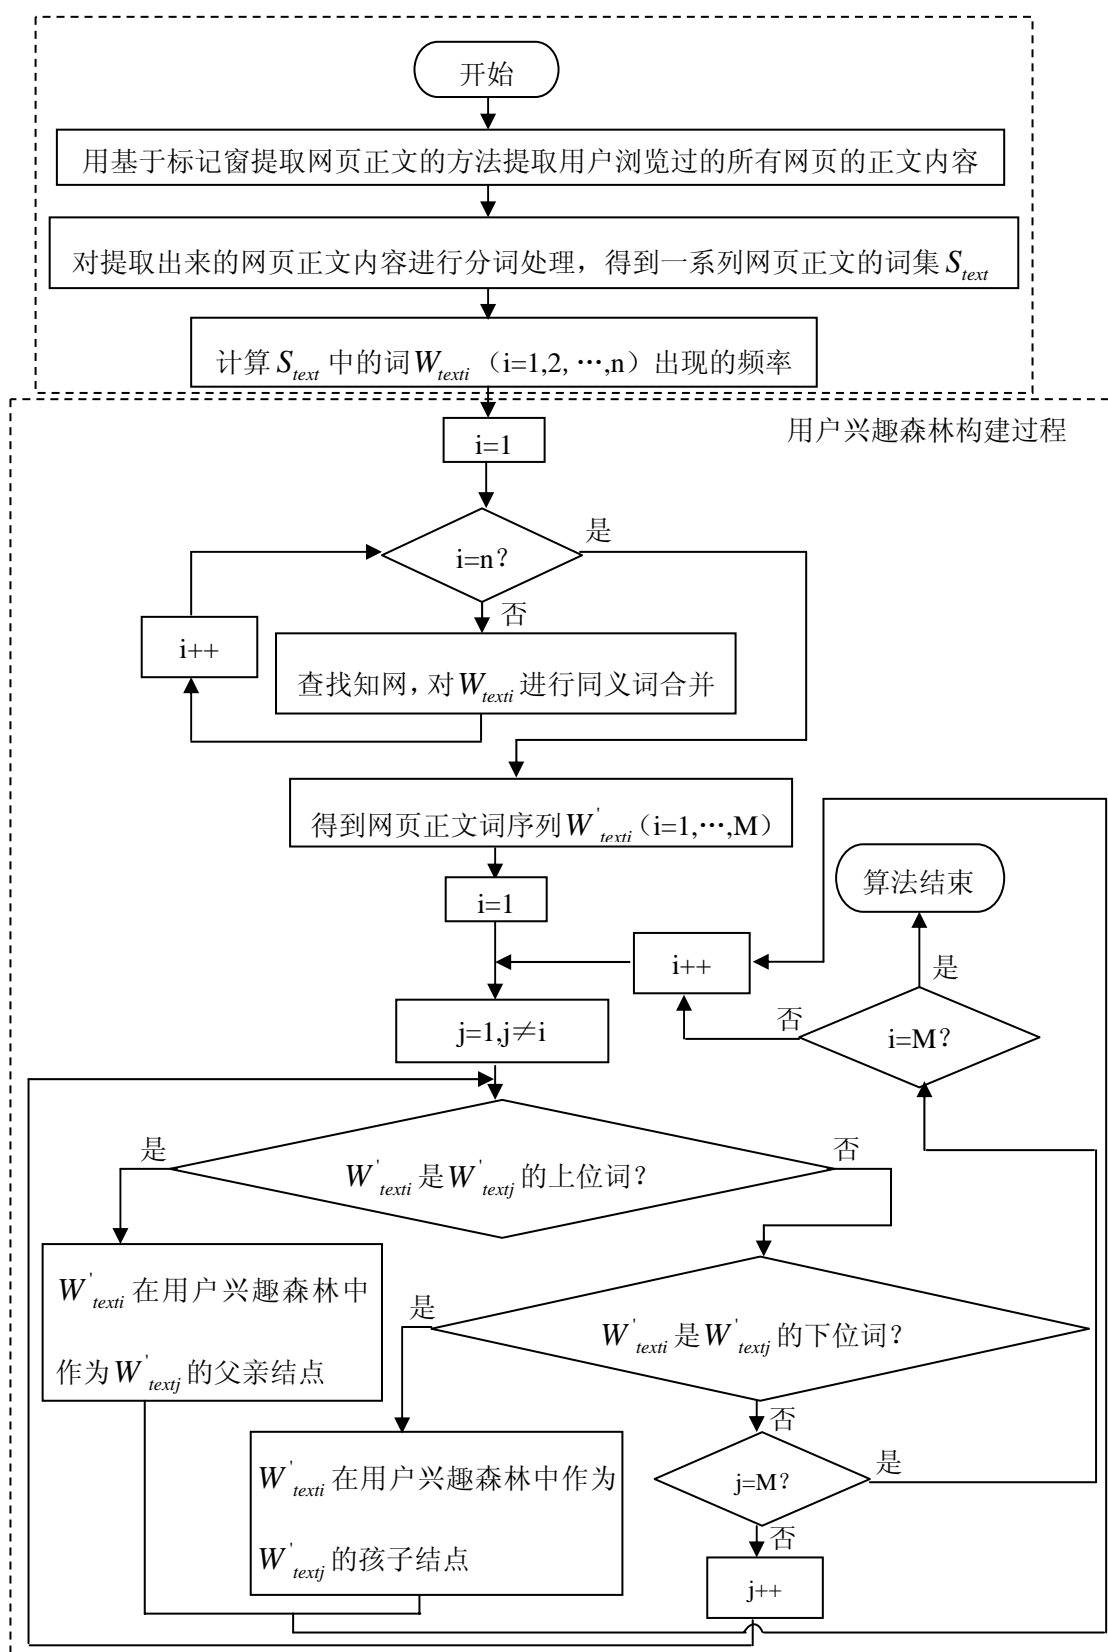 开始
用基于标记窗提取网页正文的方法提取用户浏览过的所有网页的正文内容
对提取出来的网页正文内容进行分词处理，得到一系列网页正文的词集 S_text
计算 S_text 中的词 W_texti （i=1,2, …,n）出现的频率
用户兴趣森林构建过程
i=1
是
i=n？
否
i++
查找知网，对 W_texti 进行同义词合并
得到网页正文词序列 W'_texti（i=1,…,M）
算法结束
i=1
i++
是
否
i=M？
j=1,j≠i
是
否
W'_texti 是 W'_textj 的上位词？
W'_texti 在用户兴趣森林中
作为 W'_textj 的父亲结点
是
W'_texti 是 W'_textj 的下位词？
否
是
j=M？
W'_texti 在用户兴趣森林中作为
W'_textj 的孩子结点
否
j++